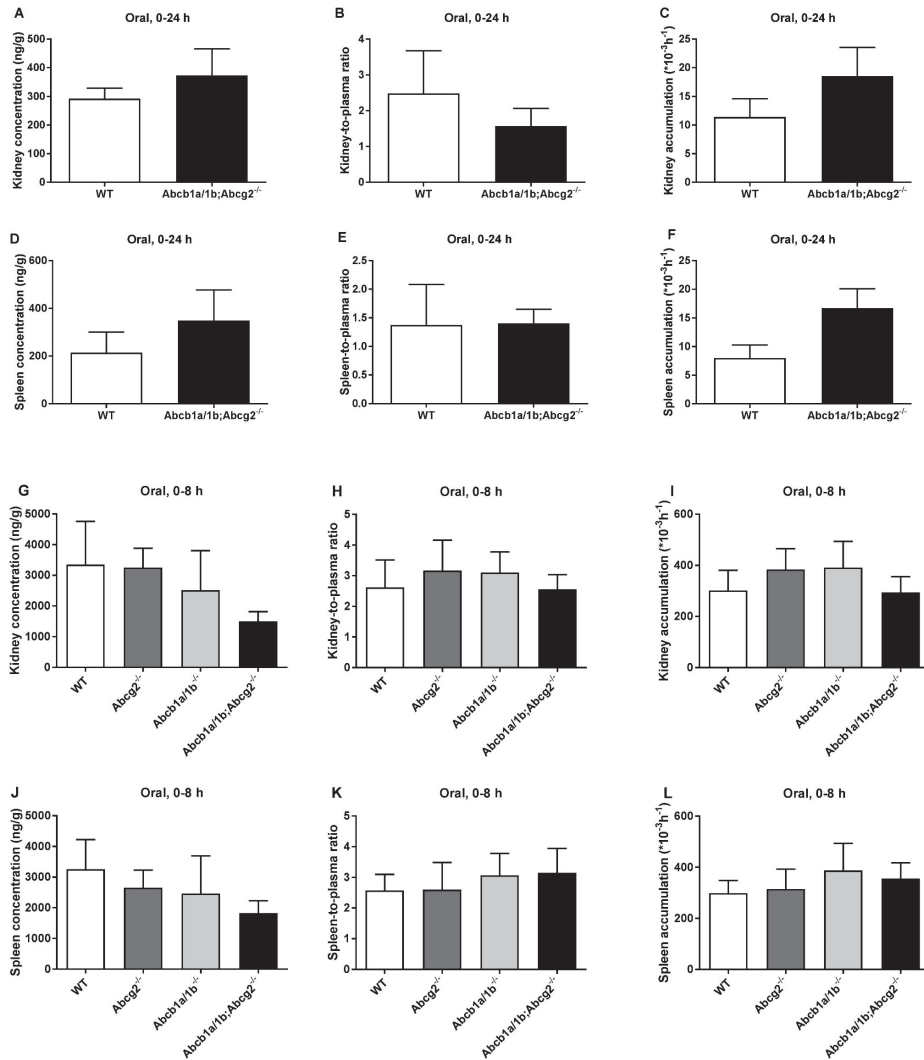 A
Oral, 0-24 h
Kidney concentration (ng/g)
500
400
300
200
100
0
WT
Abcb1a/1b;Abcg2-/-
B
Oral, 0-24 h
Kidney-to-plasma ratio
4
3
2
1
0
WT
Abcb1a/1b;Abcg2-/-
C
Oral, 0-24 h
Kidney accumulation (*10-3h-1)
25
20
15
10
5
0
WT
Abcb1a/1b;Abcg2-/-
D
Oral, 0-24 h
Spleen concentration (ng/g)
600
400
200
0
WT
Abcb1a/1b;Abcg2-/-
E
Oral, 0-24 h
Spleen-to-plasma ratio
2.5
2.0
1.5
1.0
0.5
0.0
WT
Abcb1a/1b;Abcg2-/-
F
Oral, 0-24 h
Spleen accumulation (*10-3h-1)
25
20
15
10
5
0
WT
Abcb1a/1b;Abcg2-/-
G
Oral, 0-8 h
Kidney concentration (ng/g)
5000
4000
3000
2000
1000
0
WT
Abcg2-/-
Abcb1a/1b-/-
Abcb1a/1b;Abcg2-/-
H
Oral, 0-8 h
Kidney-to-plasma ratio
5
4
3
2
1
0
WT
Abcg2-/-
Abcb1a/1b-/-
Abcb1a/1b;Abcg2-/-
I
Oral, 0-8 h
Kidney accumulation (*10-3h-1)
600
400
200
0
WT
Abcg2-/-
Abcb1a/1b-/-
Abcb1a/1b;Abcg2-/-
J
Oral, 0-8 h
Spleen concentration (ng/g)
5000
4000
3000
2000
1000
0
WT
Abcg2-/-
Abcb1a/1b-/-
Abcb1a/1b;Abcg2-/-
K
Oral, 0-8 h
Spleen-to-plasma ratio
5
4
3
2
1
0
WT
Abcg2-/-
Abcb1a/1b-/-
Abcb1a/1b;Abcg2-/-
L
Oral, 0-8 h
Spleen accumulation (*10-3h-1)
600
400
200
0
WT
Abcg2-/-
Abcb1a/1b-/-
Abcb1a/1b;Abcg2-/-